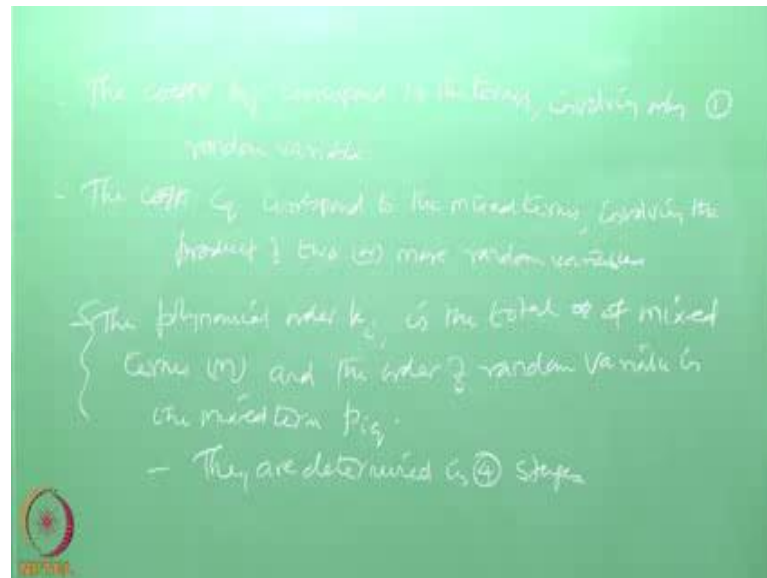 - The coeff bij correspond to the terms, involving only ①
random variable.
- The coeff Cq correspond to the mixed terms, involving the
product of two (or) more random variables
- The polynomial order ki, is the total # of mixed
terms (m) and the order of random variable in
the mixed term Piq.
- They are determined in ④ stages
NPTEL